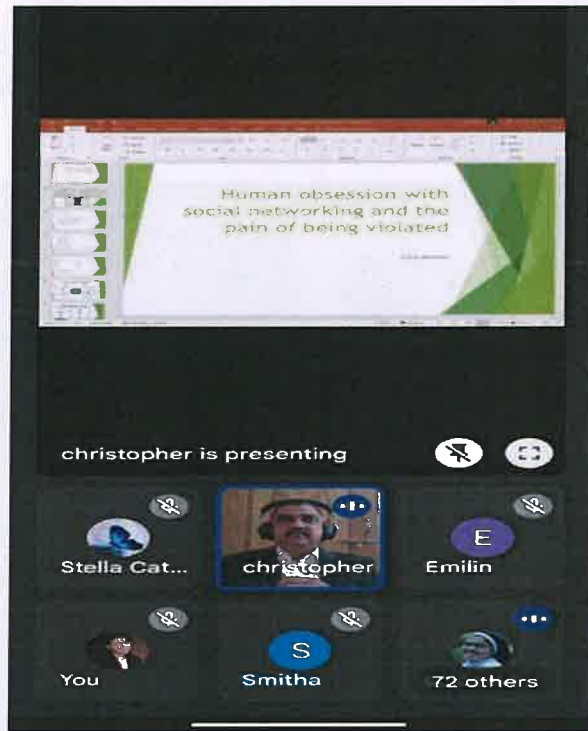 Human obsession with
social networking and the
pain of being violated
christopher is presenting
Stella Cat...
christopher
E
Emilin
You
S
Smitha
72 others